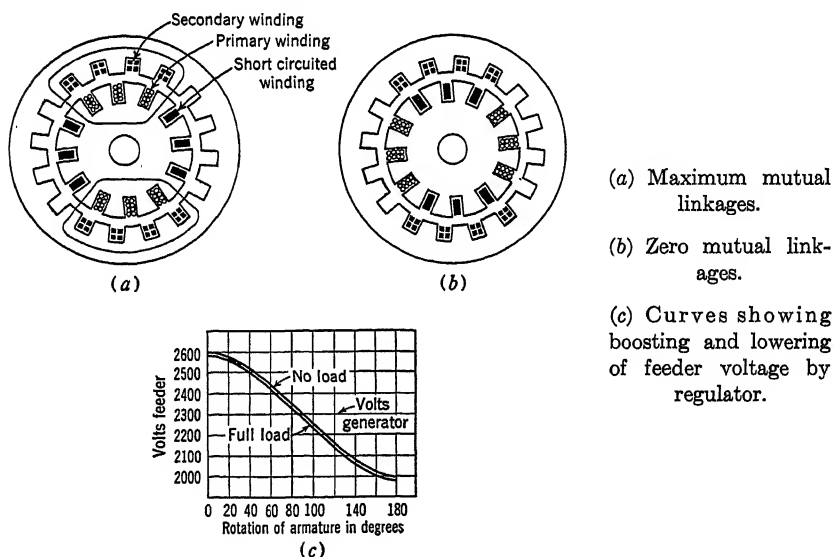 Secondary winding
Primary winding
Short circuited
winding
(a)
(b)
(a) Maximum mutual
linkages.
(b) Zero mutual link-
ages.
(c) Curves showing
boosting and lowering
of feeder voltage by
regulator.
Volts feeder
2600
2500
2400
2300
2200
2100
2000
No load
Volts
generator
Full load
0 20 40 60 80 100 140 180
Rotation of armature in degrees
(c)